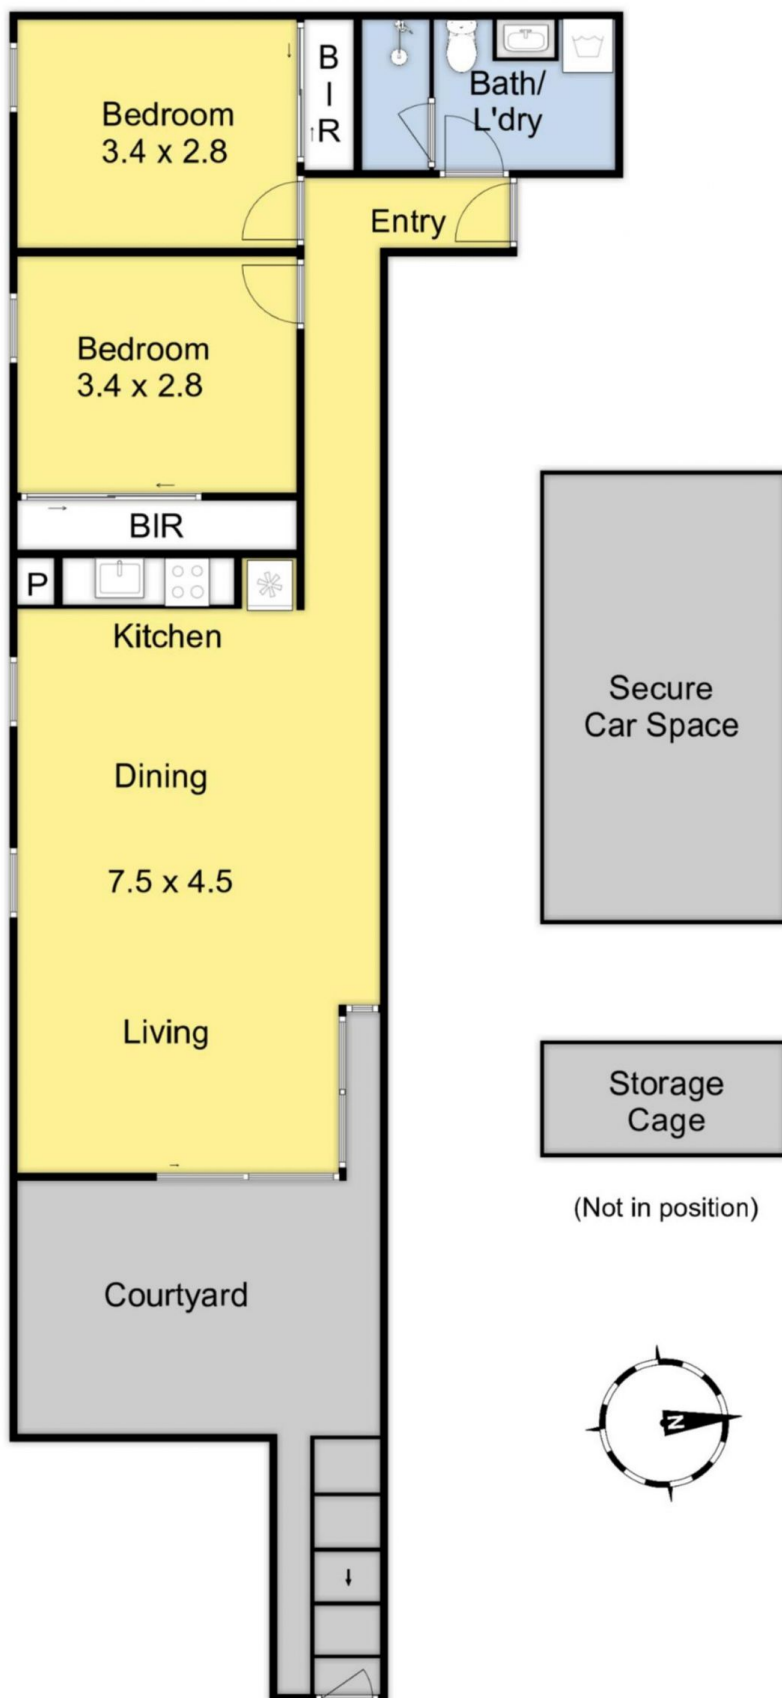 Bedroom
3.4 x 2.8
B
I
R
Bath/
L'dry
Entry
Bedroom
3.4 x 2.8
BIR
P
Kitchen
Dining
7.5 x 4.5
Living
Courtyard
Secure
Car Space
Storage
Cage
(Not in position)
N